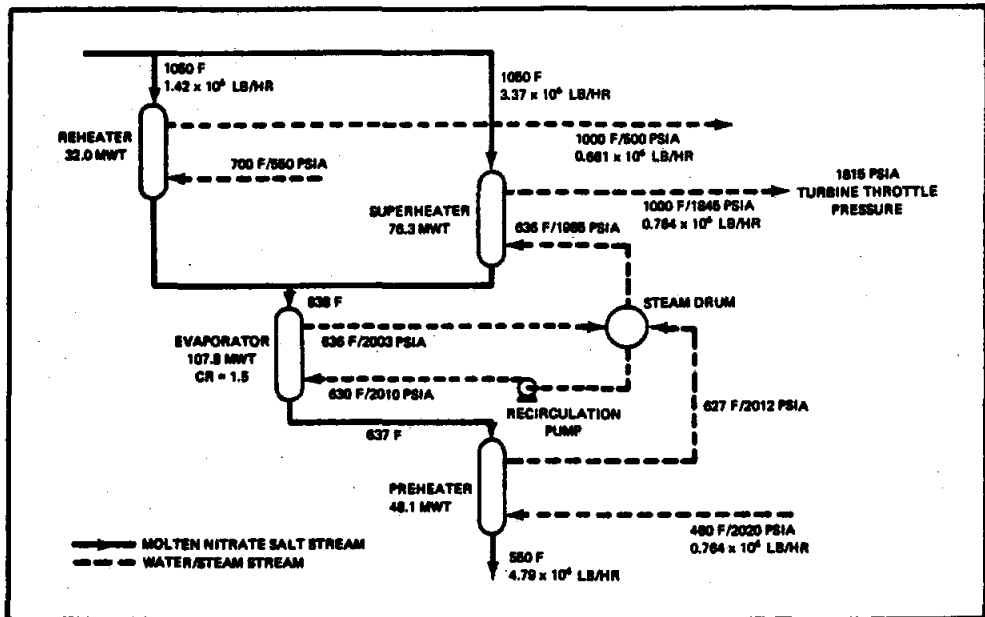 1050 F
1.42 x 10⁶ LB/HR
1050 F
3.37 x 10⁶ LB/HR
REHEATER
32.0 MWT
1000 F/500 PSIA
0.661 x 10⁶ LB/HR
700 F/550 PSIA
1815 PSIA
TURBINE THROTTLE
PRESSURE
SUPERHEATER
76.3 MWT
1000 F/1845 PSIA
0.764 x 10⁶ LB/HR
636 F/1985 PSIA
838 F
STEAM DRUM
EVAPORATOR
107.8 MWT
CR = 1.5
636 F/2003 PSIA
630 F/2010 PSIA
RECIRCULATION
PUMP
627 F/2012 PSIA
637 F
PREHEATER
48.1 MWT
460 F/2020 PSIA
0.764 x 10⁶ LB/HR
MOLTEN NITRATE SALT STREAM
WATER/STEAM STREAM
550 F
4.79 x 10⁶ LB/HR